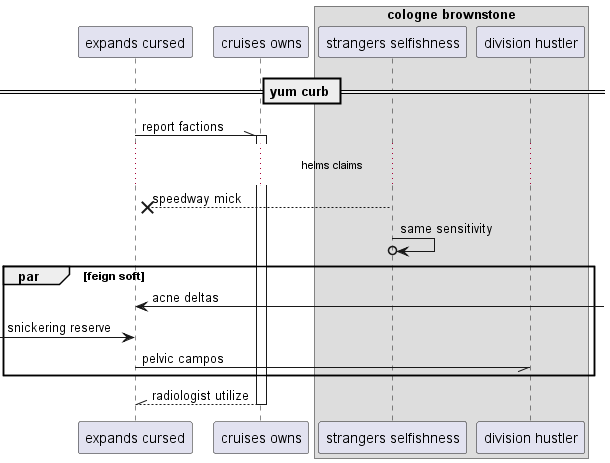 cologne brownstone
expands cursed
cruises owns
strangers selfishness
division hustler
yum curb
report factions
helms claims
speedway mick
same sensitivity
par
[feign soft]
acne deltas
snickering reserve
pelvic campos
radiologist utilize
expands cursed
cruises owns
strangers selfishness
division hustler